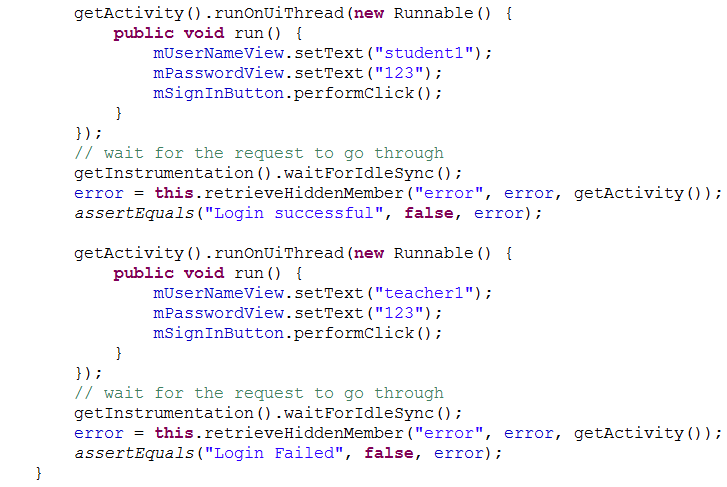 getActivity().runOnUiThread(new Runnable() {
public void run() {
mUserNameView.setText("student1");
mPasswordView.setText("123");
mSignInButton.performClick();
}
});
// wait for the request to go through
getInstrumentation().waitForIdleSync();
error = this.retrieveHiddenMember("error", error, getActivity());
assertEquals("Login successful", false, error);
getActivity().runOnUiThread(new Runnable() {
public void run() {
mUserNameView.setText("teacher1");
mPasswordView.setText("123");
mSignInButton.performClick();
}
});
// wait for the request to go through
getInstrumentation().waitForIdleSync();
error = this.retrieveHiddenMember("error", error, getActivity());
assertEquals("Login Failed", false, error);
}